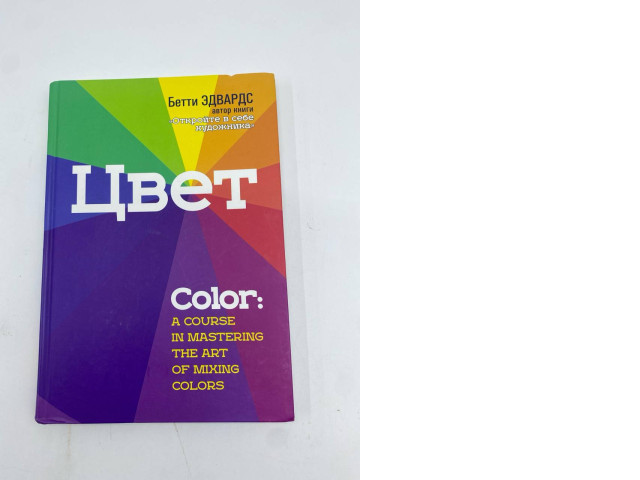 Бетти ЭДВАРДС
автор книги
«Откройте в себе
художника»
Цвет
Color:
A COURSE
IN MASTERING
THE ART
OF MIXING
COLORS